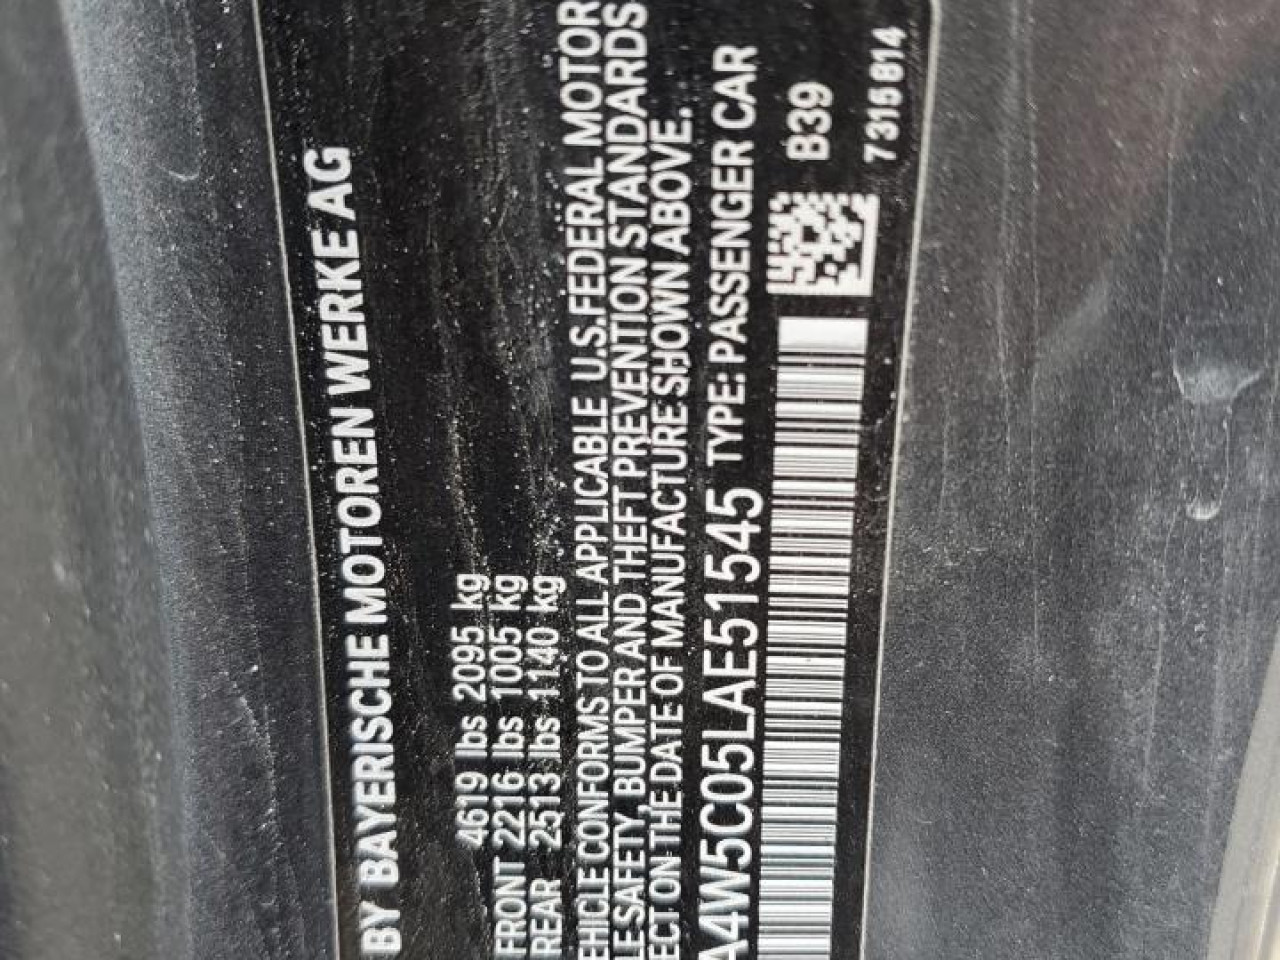 BY BAYERISCHE MOTOREN WERKE AG
4619 lbs 2095 kg
FRONT 2216 lbs 1005 kg
REAR 2513 lbs 1140 kg
EHICLE CONFORMS TO ALL APPLICABLE U.S.FEDERAL MOTOR
LE SAFETY, BUMPER AND THEFT PREVENTION STANDARDS
ECT ON THE DATE OF MANUFACTURE SHOWN ABOVE.
A4W5C05LAE51545 TYPE: PASSENGER CAR
B39
7316814